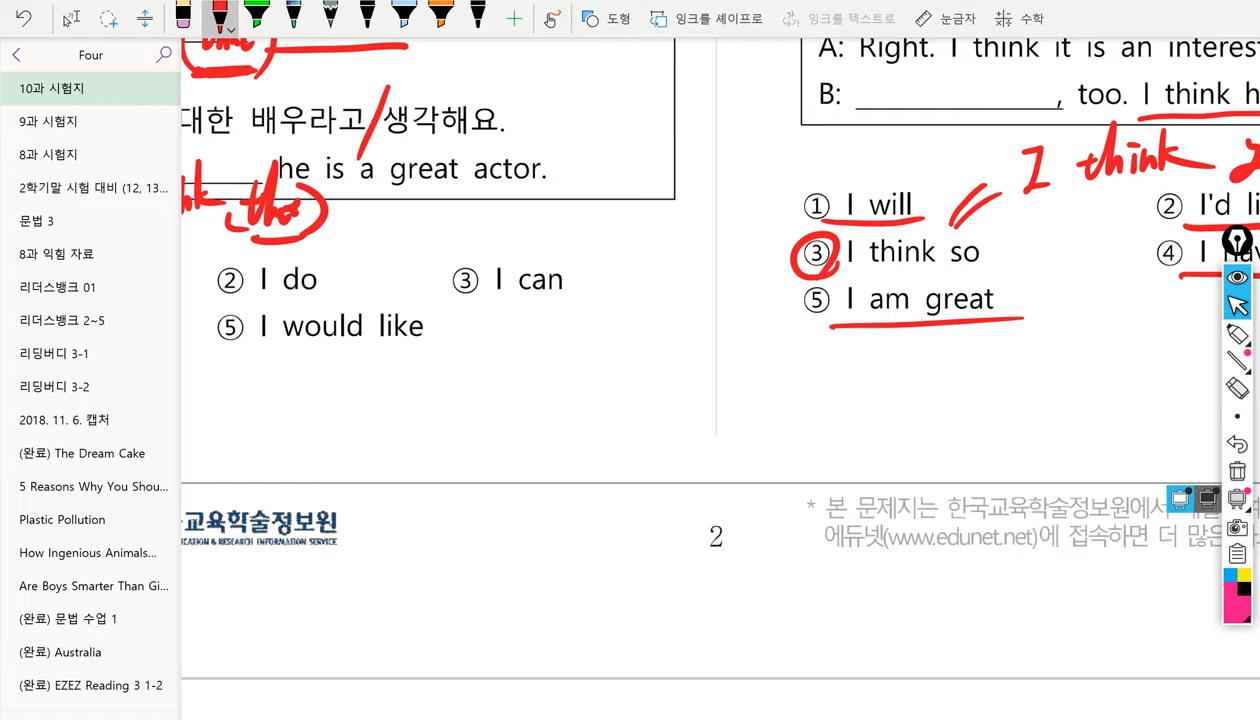 도형
잉크를 셰이프로
잉크를 텍스트로
눈금자
수학
Four
10과 시험지
9과 시험지
8과 시험지
2학기말 시험 대비 (12, 13...
문법 3
8과 익힘 자료
리더스뱅크 01
리더스뱅크 2~5
리딩버디 3-1
리딩버디 3-2
2018. 11. 6. 캡처
(완료) The Dream Cake
5 Reasons Why You Shou...
Plastic Pollution
How Ingenious Animals...
Are Boys Smarter Than Gi...
(완료) 문법 수업 1
(완료) Australia
(완료) EZEZ Reading 3 1-2
대한 배우라고 / 생각해요.
he is a great actor.
② I do ③ I can
⑤ I would like
A: Right. I think it is an interest
B: ____________, too. I think h
I think
① I will ② I'd li
③ I think so ④ I hav
⑤ I am great
교육학술정보원
ICATION & RESEARCH INFORMATION SERVICE
2
* 본 문제지는 한국교육학술정보원에서
에듀넷(www.edunet.net)에 접속하면 더 많은